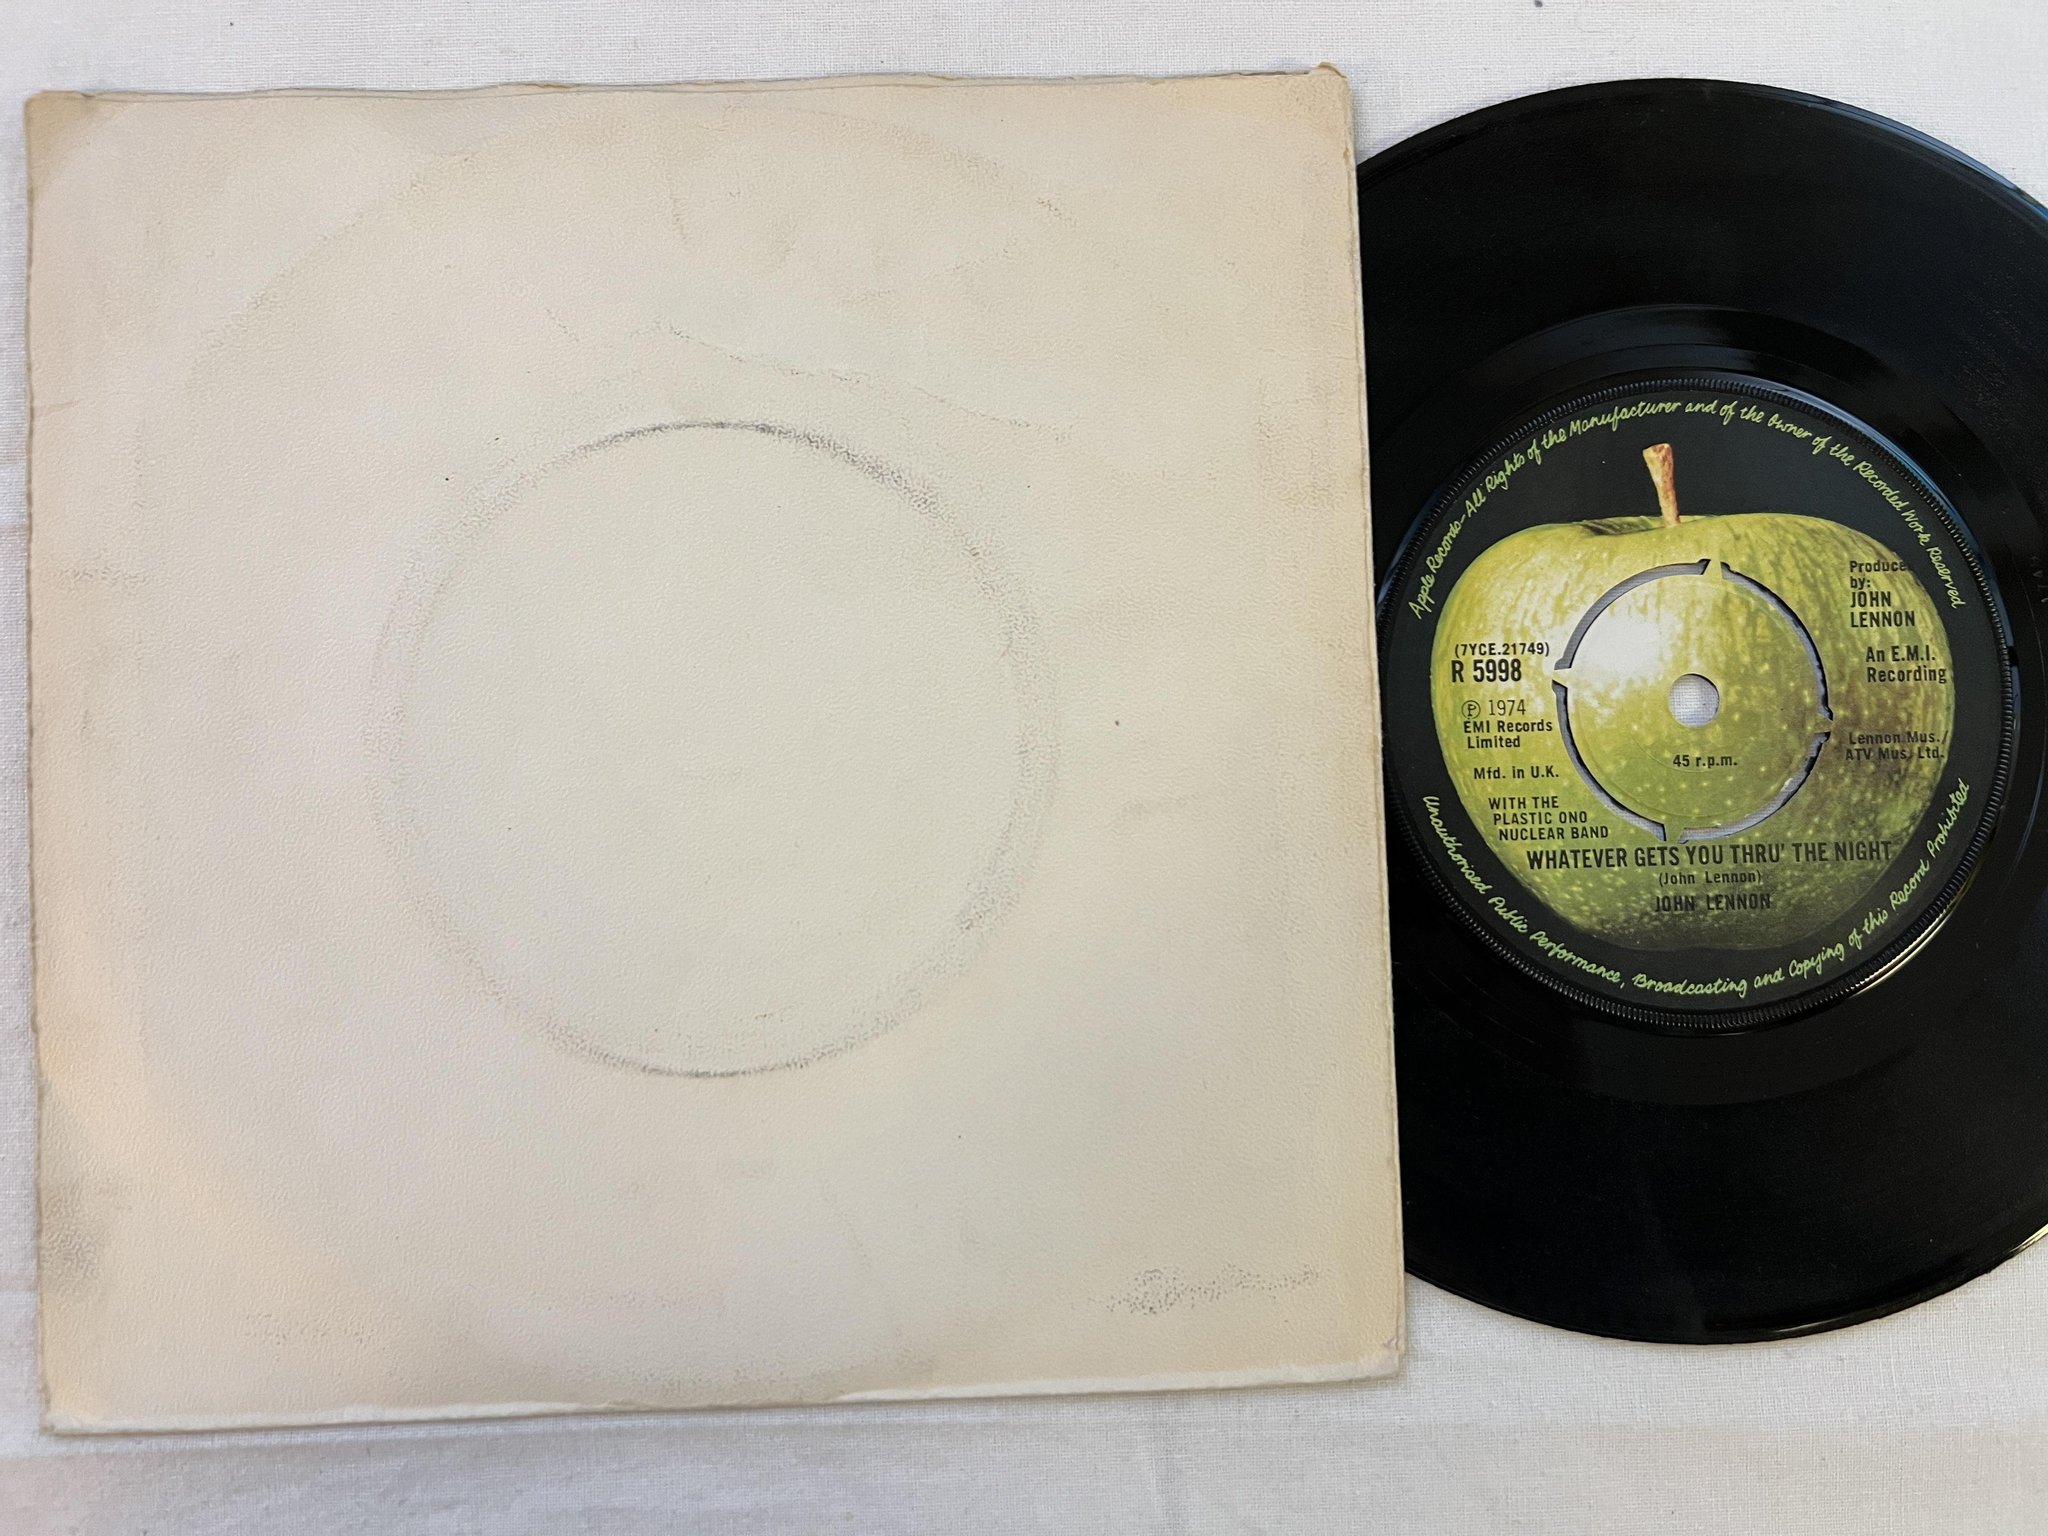 Apple Records-All Rights of the Manufacturer and of the Owner of the Recorded Work Reserved
Produced
by:
JOHN
LENNON
An E.M.I.
Recording
(7YCE.21749)
R 5998
℗ 1974
EMI Records
Limited
Mfd. in U.K.
45 r.p.m.
Lennon Mus./
ATV Mus. Ltd.
WITH THE
PLASTIC ONO
NUCLEAR BAND
WHATEVER GETS YOU THRU' THE NIGHT
(John Lennon)
JOHN LENNON
Unauthorised Public Performance, Broadcasting and Copying of this Record Prohibited